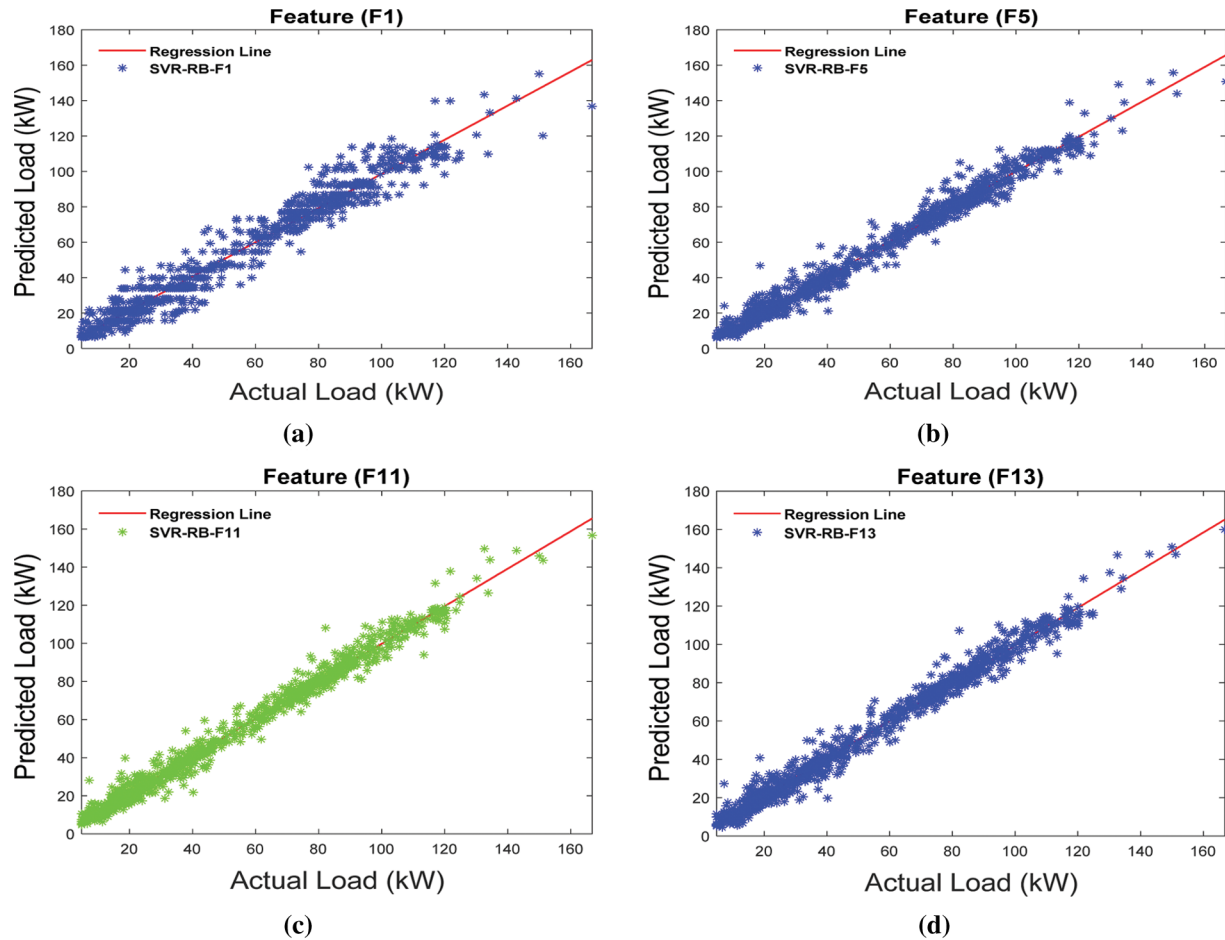 Feature (F1)
Regression Line
SVR-RB-F1
Predicted Load (kW)
0 20 40 60 80 100 120 140 160 180
20 40 60 80 100 120 140 160
Actual Load (kW)
(a)
Feature (F5)
Regression Line
SVR-RB-F5
Predicted Load (kW)
0 20 40 60 80 100 120 140 160 180
20 40 60 80 100 120 140 160
Actual Load (kW)
(b)
Feature (F11)
Regression Line
SVR-RB-F11
Predicted Load (kW)
0 20 40 60 80 100 120 140 160 180
20 40 60 80 100 120 140 160
Actual Load (kW)
(c)
Feature (F13)
Regression Line
SVR-RB-F13
Predicted Load (kW)
0 20 40 60 80 100 120 140 160 180
20 40 60 80 100 120 140 160
Actual Load (kW)
(d)